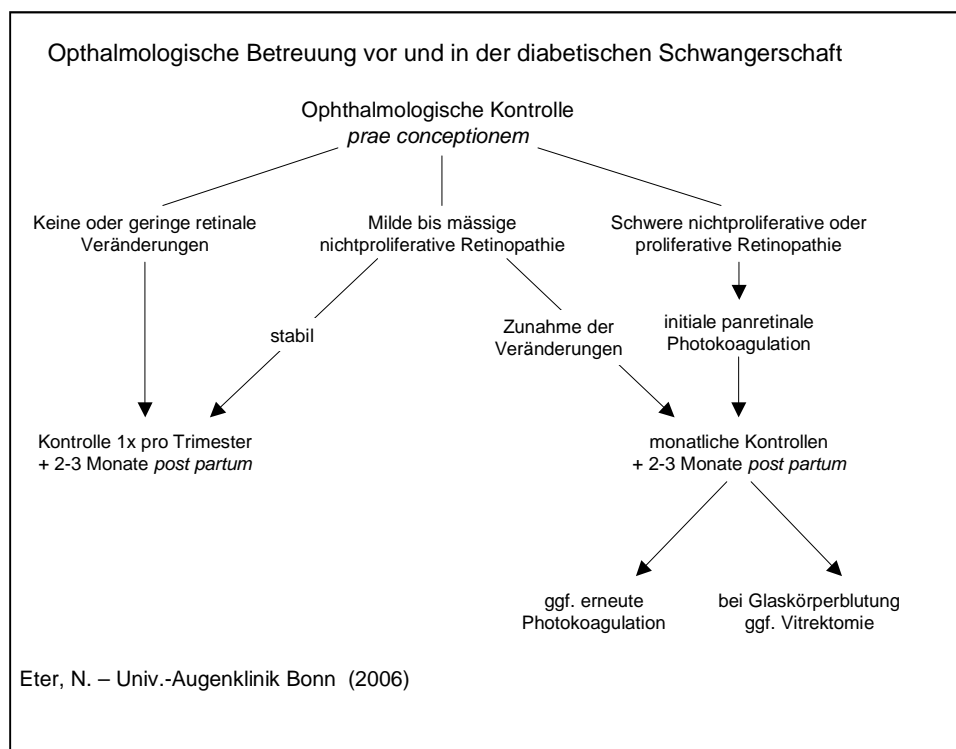 Opthalmologische Betreuung vor und in der diabetischen Schwangerschaft
Ophthalmologische Kontrolle
prae conceptionem
Keine oder geringe retinale
Veränderungen
Milde bis mässige
nichtproliferative Retinopathie
Schwere nichtproliferative oder
proliferative Retinopathie
stabil
Zunahme der
Veränderungen
initiale panretinale
Photokoagulation
Kontrolle 1x pro Trimester
+ 2-3 Monate post partum
monatliche Kontrollen
+ 2-3 Monate post partum
ggf. erneute
Photokoagulation
bei Glaskörperblutung
ggf. Vitrektomie
Eter, N. – Univ.-Augenklinik Bonn (2006)